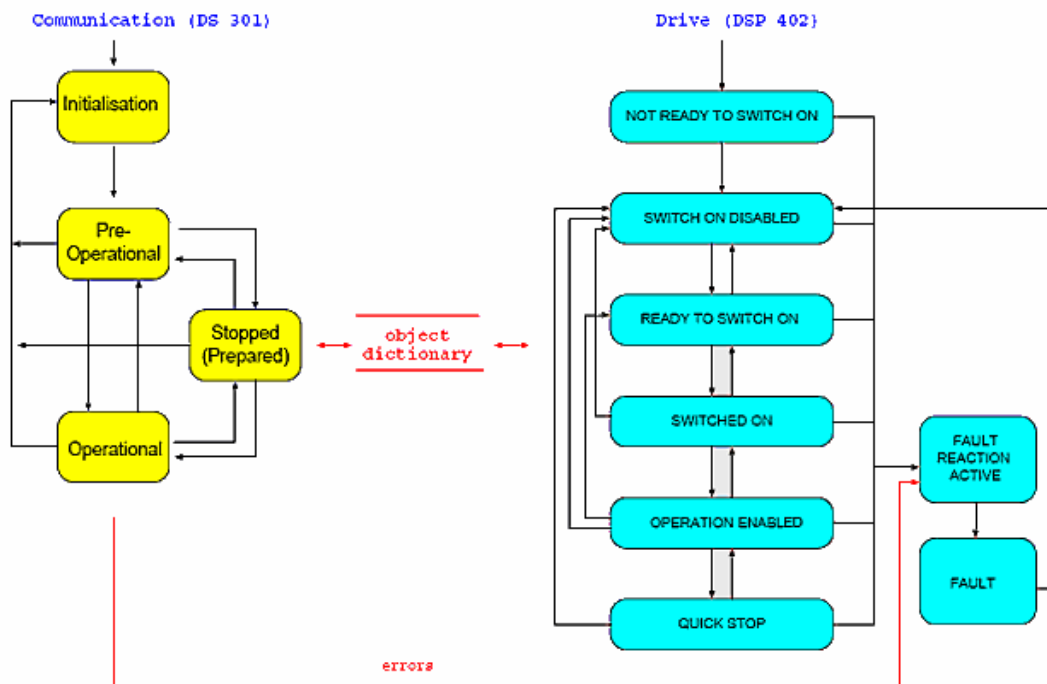 Communication (DS 301)
Initialisation
Pre-
Operational
Stopped
(Prepared)
Operational
object
dictionary
Drive (DSP 402)
NOT READY TO SWITCH ON
SWITCH ON DISABLED
READY TO SWITCH ON
SWITCHED ON
OPERATION ENABLED
QUICK STOP
FAULT
REACTION
ACTIVE
FAULT
errors